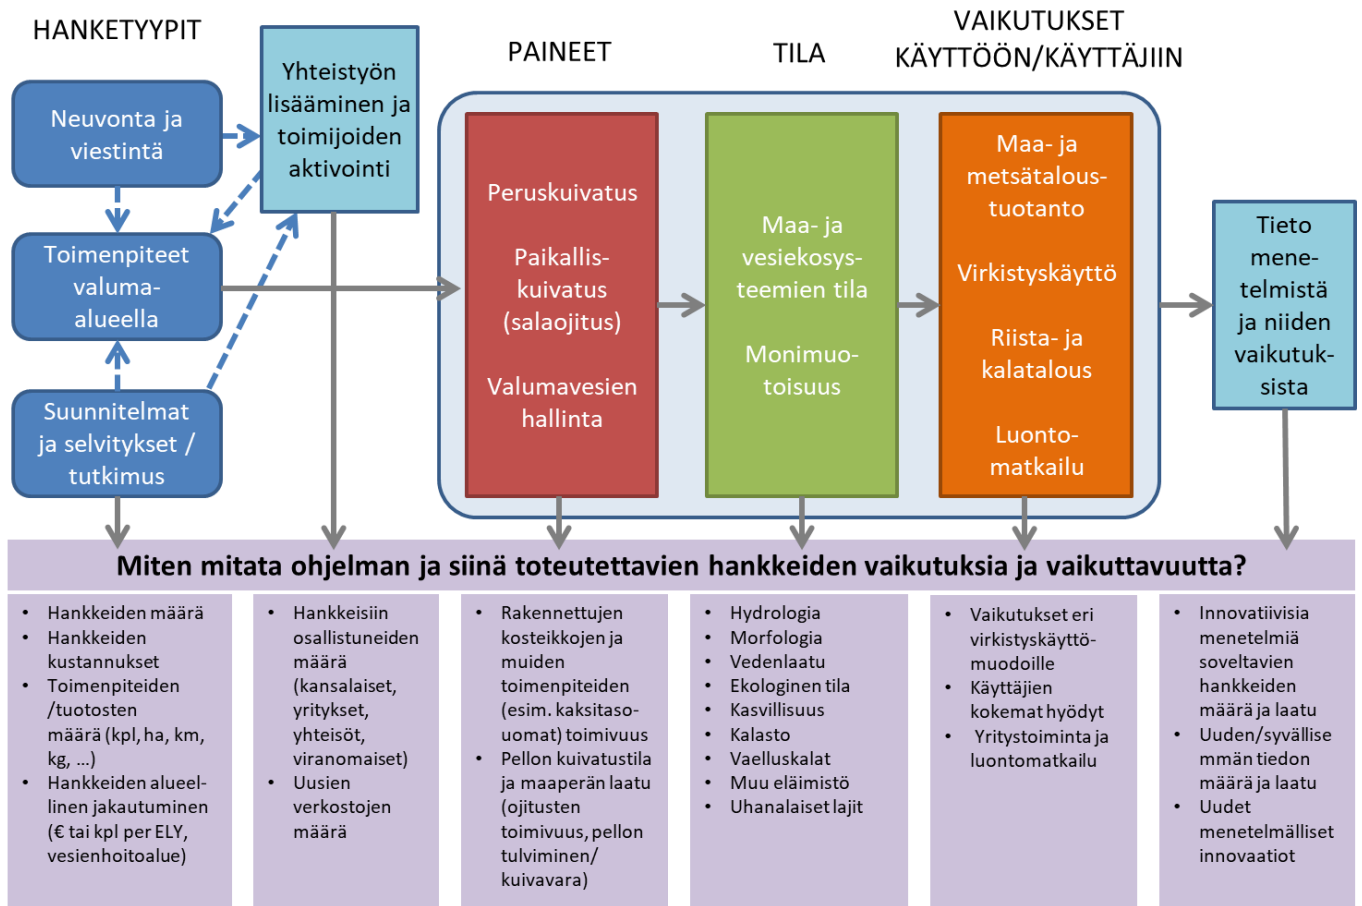 HANKETYYPIT
Neuvonta ja
viestintä
Toimenpiteet
valuma-
alueella
Suunnitelmat
ja selvitykset /
tutkimus
Yhteistyön
lisääminen ja
toimijoiden
aktivointi
PAINEET
Peruskuivatus
Paikallis-
kuivatus
(salaojitus)
Valumavesien
hallinta
TILA
Maa- ja
vesiekosys-
teemien tila
Monimuo-
toisuus
VAIKUTUKSET
KÄYTTÖÖN/KÄYTTÄJIIN
Maa- ja
metsätalous-
tuotanto
Virkistyskäyttö
Riista- ja
kalatalous
Luonto-
matkailu
Tieto
mene-
telmistä
ja niiden
vaikutuk-
sista
Miten mitata ohjelman ja siinä toteutettavien hankkeiden vaikutuksia ja vaikuttavuutta?
• Hankkeiden määrä
• Hankkeiden
kustannukset
• Toimenpiteiden
/tuotosten
määrä (kpl, ha, km,
kg, ...)
• Hankkeiden alueel-
linen jakautuminen
(€ tai kpl per ELY,
vesienhoitoalue)
• Hankkeisiin
osallistuneiden
määrä
(kansalaiset,
yritykset,
yhteisöt,
viranomaiset)
• Uusien
verkostojen
määrä
• Rakennettujen
kosteikkojen ja
muiden
toimenpiteiden
(esim. kaksitaso-
uomat) toimivuus
• Pellon kuivatustila
ja maaperän laatu
(ojitusten
toimivuus, pellon
tulviminen/
kuivavara)
• Hydrologia
• Morfologia
• Vedenlaatu
• Ekologinen tila
• Kasvillisuus
• Kalasto
• Vaelluskalat
• Muu eläimistö
• Uhanalaiset lajit
• Vaikutukset eri
virkistyskäyttö-
muodoille
• Käyttäjien
kokemat hyödyt
• Yritystoiminta ja
luontomatkailu
• Innovatiivisia
menetelmiä
soveltavien
hankkeiden
määrä ja laatu
• Uuden/syvällise
mmän tiedon
määrä ja laatu
• Uudet
menetelmälliset
innovaatiot